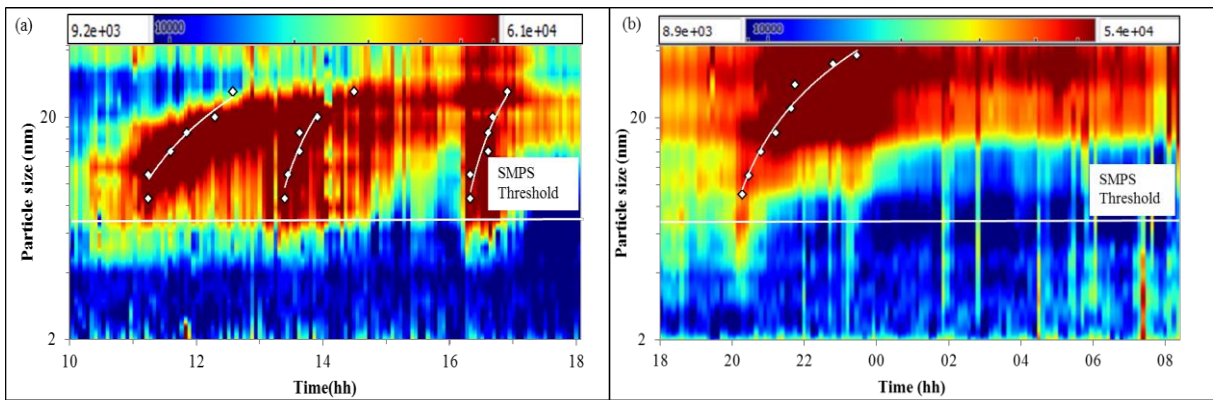 (a)
9.2e+03
10000
6.1e+04
20
2
Particle size (nm)
SMPS
Threshold
10
12
14
16
18
Time(hh)
(b)
8.9e+03
10000
5.4e+04
20
2
Particle size (nm)
SMPS
Threshold
18
20
22
00
02
04
06
08
Time (hh)